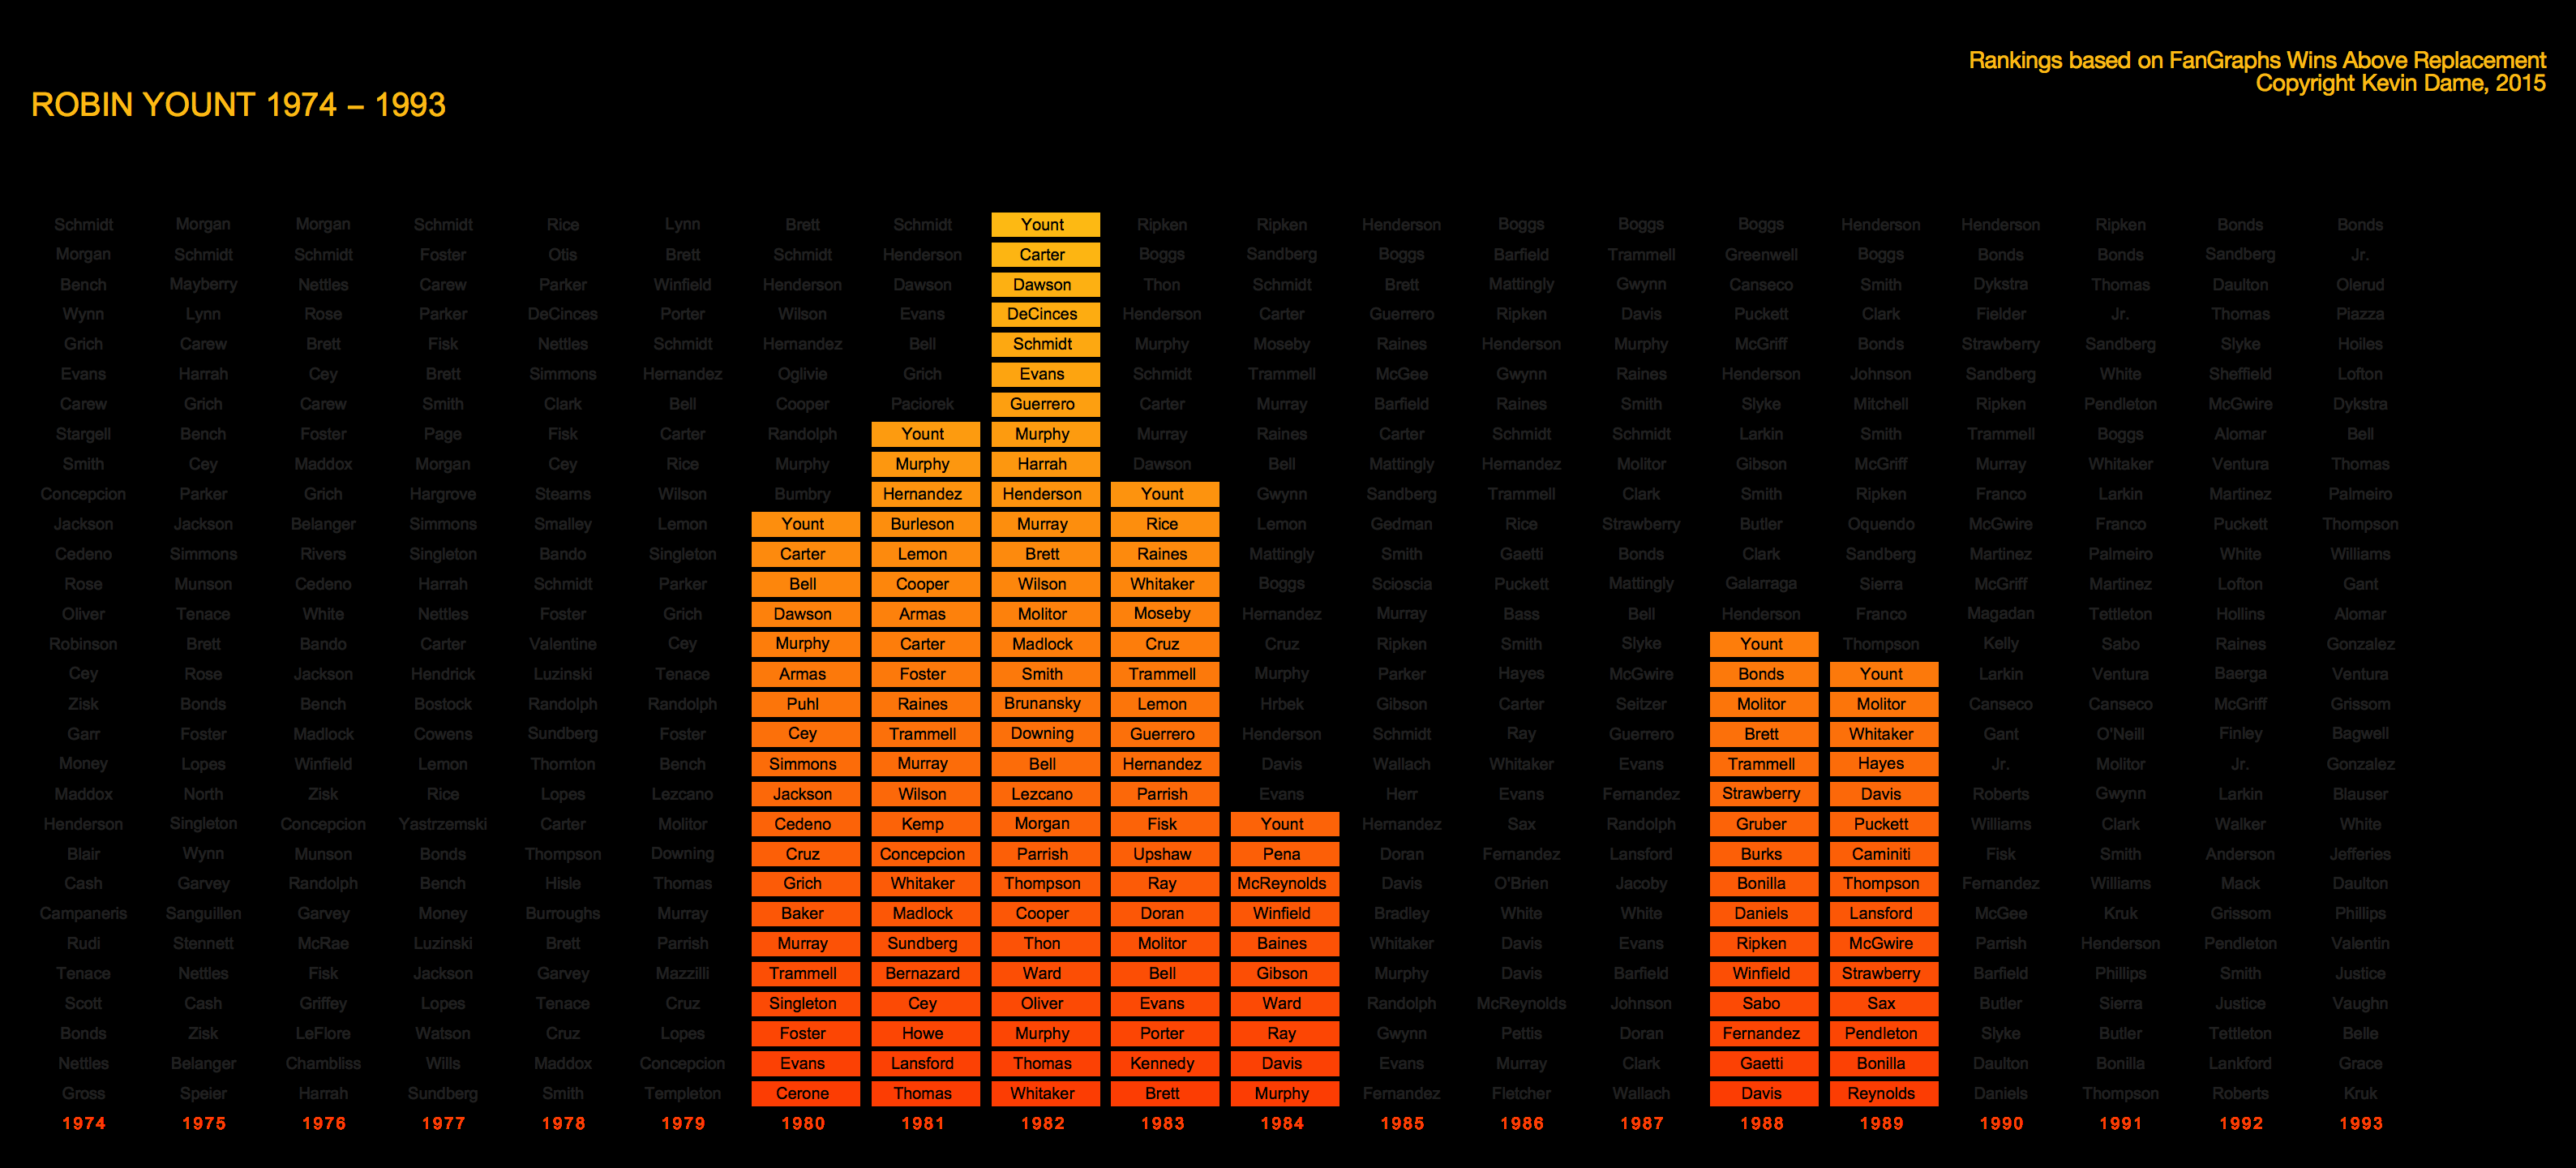 Rankings based on FanGraphs Wins Above Replacement
Copyright Kevin Dame, 2015
ROBIN YOUNT 1974 – 1993
Schmidt Morgan Morgan Schmidt Rice Lynn Brett Schmidt Yount Ripken Ripken Henderson Boggs Boggs Boggs Henderson Henderson Ripken Bonds Bonds
Morgan Schmidt Schmidt Foster Otis Brett Schmidt Henderson Carter Boggs Sandberg Boggs Barfield Trammell Greenwell Boggs Bonds Bonds Sandberg Jr.
Bench Mayberry Nettles Carew Parker Winfield Henderson Dawson Dawson Thon Schmidt Brett Mattingly Gwynn Canseco Smith Dykstra Thomas Daulton Olerud
Wynn Lynn Rose Parker DeCinces Porter Wilson Evans DeCinces Henderson Carter Guerrero Ripken Davis Puckett Clark Fielder Jr. Thomas Piazza
Grich Carew Brett Fisk Nettles Schmidt Hernandez Bell Schmidt Murphy Moseby Raines Henderson Murphy McGriff Bonds Strawberry Sandberg Slyke Hoiles
Evans Harrah Cey Brett Simmons Hernandez Oglivie Grich Evans Schmidt Trammell McGee Gwynn Raines Henderson Johnson Sandberg White Sheffield Lofton
Carew Grich Carew Smith Clark Bell Cooper Paciorek Guerrero Carter Murray Barfield Raines Smith Slyke Mitchell Ripken Pendleton McGwire Dykstra
Stargell Bench Foster Page Fisk Carter Randolph Yount Murphy Murray Raines Carter Schmidt Schmidt Larkin Smith Trammell Boggs Alomar Bell
Smith Cey Maddox Morgan Cey Rice Murphy Murphy Harrah Dawson Bell Mattingly Hernandez Molitor Gibson McGriff Murray Whitaker Ventura Thomas
Concepcion Parker Grich Hargrove Stearns Wilson Bumbry Hernandez Henderson Yount Gwynn Sandberg Trammell Clark Smith Ripken Franco Larkin Martinez Palmeiro
Jackson Jackson Belanger Simmons Smalley Lemon Yount Burleson Murray Rice Lemon Gedman Rice Strawberry Butler Oquendo McGwire Franco Puckett Thompson
Cedeno Simmons Rivers Singleton Bando Singleton Carter Lemon Brett Raines Mattingly Smith Gaetti Bonds Clark Sandberg Martinez Palmeiro White Williams
Rose Munson Cedeno Harrah Schmidt Parker Bell Cooper Wilson Whitaker Boggs Scioscia Puckett Mattingly Galarraga Sierra McGriff Martinez Lofton Gant
Oliver Tenace White Nettles Foster Grich Dawson Armas Molitor Moseby Hernandez Murray Bass Bell Henderson Franco Magadan Tettleton Hollins Alomar
Robinson Brett Bando Carter Valentine Cey Murphy Carter Madlock Cruz Cruz Ripken Smith Slyke Yount Thompson Kelly Sabo Raines Gonzalez
Cey Rose Jackson Hendrick Luzinski Tenace Armas Foster Smith Trammell Murphy Parker Hayes McGwire Bonds Yount Larkin Ventura Baerga Ventura
Zisk Bonds Bench Bostock Randolph Randolph Puhl Raines Brunansky Lemon Hrbek Gibson Carter Seitzer Molitor Molitor Canseco Canseco McGriff Grissom
Garr Foster Madlock Cowens Sundberg Foster Cey Trammell Downing Guerrero Henderson Schmidt Ray Guerrero Brett Whitaker Gant O'Neill Finley Bagwell
Money Lopes Winfield Lemon Thornton Bench Simmons Murray Bell Hernandez Davis Wallach Whitaker Evans Trammell Hayes Jr. Molitor Jr. Gonzalez
Maddox North Zisk Rice Lopes Lezcano Jackson Wilson Lezcano Parrish Evans Herr Evans Fernandez Strawberry Davis Roberts Gwynn Larkin Blauser
Henderson Singleton Concepcion Yastrzemski Carter Molitor Cedeno Kemp Morgan Fisk Yount Hernandez Sax Randolph Gruber Puckett Williams Clark Walker White
Blair Wynn Munson Bonds Thompson Downing Cruz Concepcion Parrish Upshaw Pena Doran Fernandez Lansford Burks Caminiti Fisk Smith Anderson Jefferies
Cash Garvey Randolph Bench Hisle Thomas Grich Whitaker Thompson Ray McReynolds Davis O'Brien Jacoby Bonilla Thompson Fernandez Williams Mack Daulton
Campaneris Sanguillen Garvey Money Burroughs Murray Baker Madlock Cooper Doran Winfield Bradley White White Daniels Lansford McGee Kruk Grissom Phillips
Rudi Stennett McRae Luzinski Brett Parrish Murray Sundberg Thon Molitor Baines Whitaker Davis Evans Ripken McGwire Parrish Henderson Pendleton Valentin
Tenace Nettles Fisk Jackson Garvey Mazzilli Trammell Bernazard Ward Bell Gibson Murphy Davis Barfield Winfield Strawberry Barfield Phillips Smith Justice
Scott Cash Griffey Lopes Tenace Cruz Singleton Cey Oliver Evans Ward Randolph McReynolds Johnson Sabo Sax Butler Sierra Justice Vaughn
Bonds Zisk LeFlore Watson Cruz Lopes Foster Howe Murphy Porter Ray Gwynn Pettis Doran Fernandez Pendleton Slyke Butler Tettleton Belle
Nettles Belanger Chambliss Wills Maddox Concepcion Evans Lansford Thomas Kennedy Davis Evans Murray Clark Gaetti Bonilla Daulton Bonilla Lankford Grace
Gross Speier Harrah Sundberg Smith Templeton Cerone Thomas Whitaker Brett Murphy Fernandez Fletcher Wallach Davis Reynolds Daniels Thompson Roberts Kruk
1974 1975 1976 1977 1978 1979 1980 1981 1982 1983 1984 1985 1986 1987 1988 1989 1990 1991 1992 1993